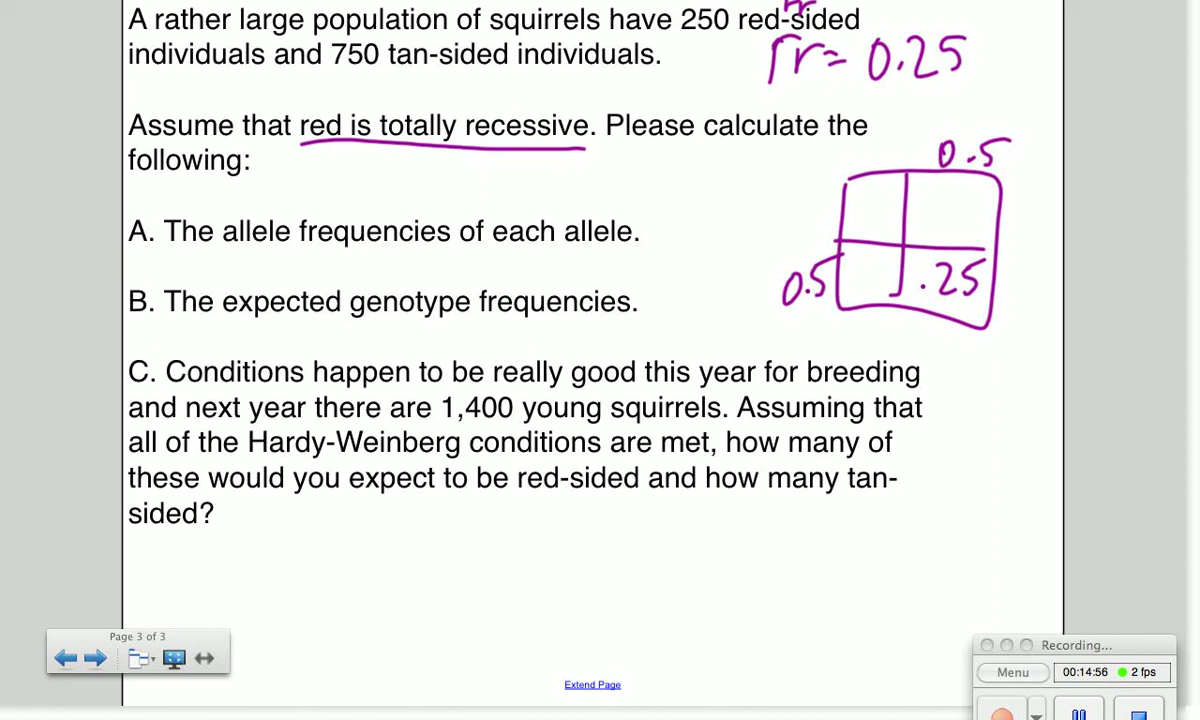 A rather large population of squirrels have 250 red-sided
individuals and 750 tan-sided individuals.
rr = 0.25
Assume that red is totally recessive. Please calculate the
following:
0.5
A. The allele frequencies of each allele.
0.5
.25
B. The expected genotype frequencies.
C. Conditions happen to be really good this year for breeding
and next year there are 1,400 young squirrels. Assuming that
all of the Hardy-Weinberg conditions are met, how many of
these would you expect to be red-sided and how many tan-
sided?
Page 3 of 3
Extend Page
Recording...
Menu
00:14:56
2 fps